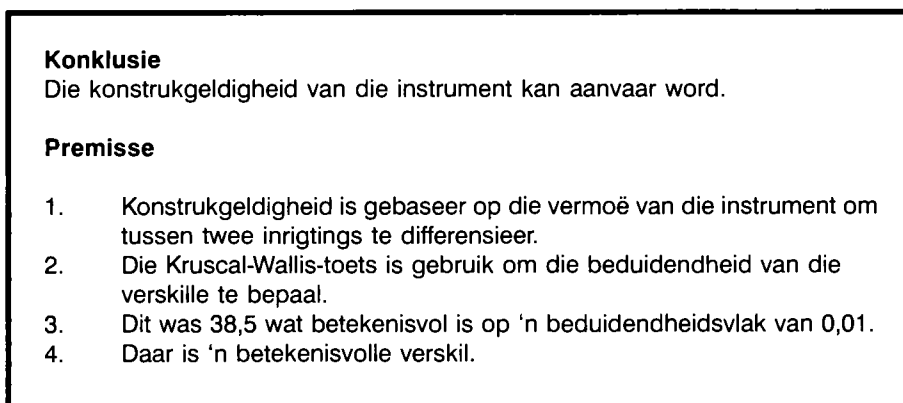 Konklusie
Die konstrukgeldigheid van die instrument kan aanvaar word.
Premisse
1. Konstrukgeldigheid is gebaseer op die vermoë van die instrument om
tussen twee inrigtings te differensieer.
2. Die Kruscal-Wallis-toets is gebruik om die beduidendheid van die
verskille te bepaal.
3. Dit was 38,5 wat betekenisvol is op 'n beduidendheidsvlak van 0,01.
4. Daar is 'n betekenisvolle verskil.